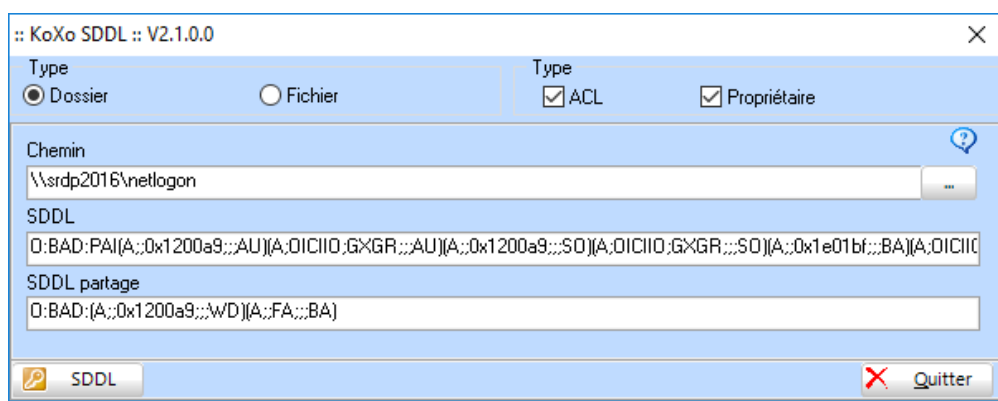 :: KoXo SDDL :: V2.1.0.0
Type Type
Dossier Fichier ACL Propriétaire
Chemin
\\srdp2016\netlogon
...
SDDL
O:BAD:PAI(A;;0x1200a9;;;AU)(A;OICIIO;GXGR;;;AU)(A;;0x1200a9;;;SO)(A;OICIIO;GXGR;;;SO)(A;;0x1e01bf;;;BA)(A;OICIIO
SDDL partage
O:BAD:(A;;0x1200a9;;;WD)(A;;FA;;;BA)
SDDL Quitter